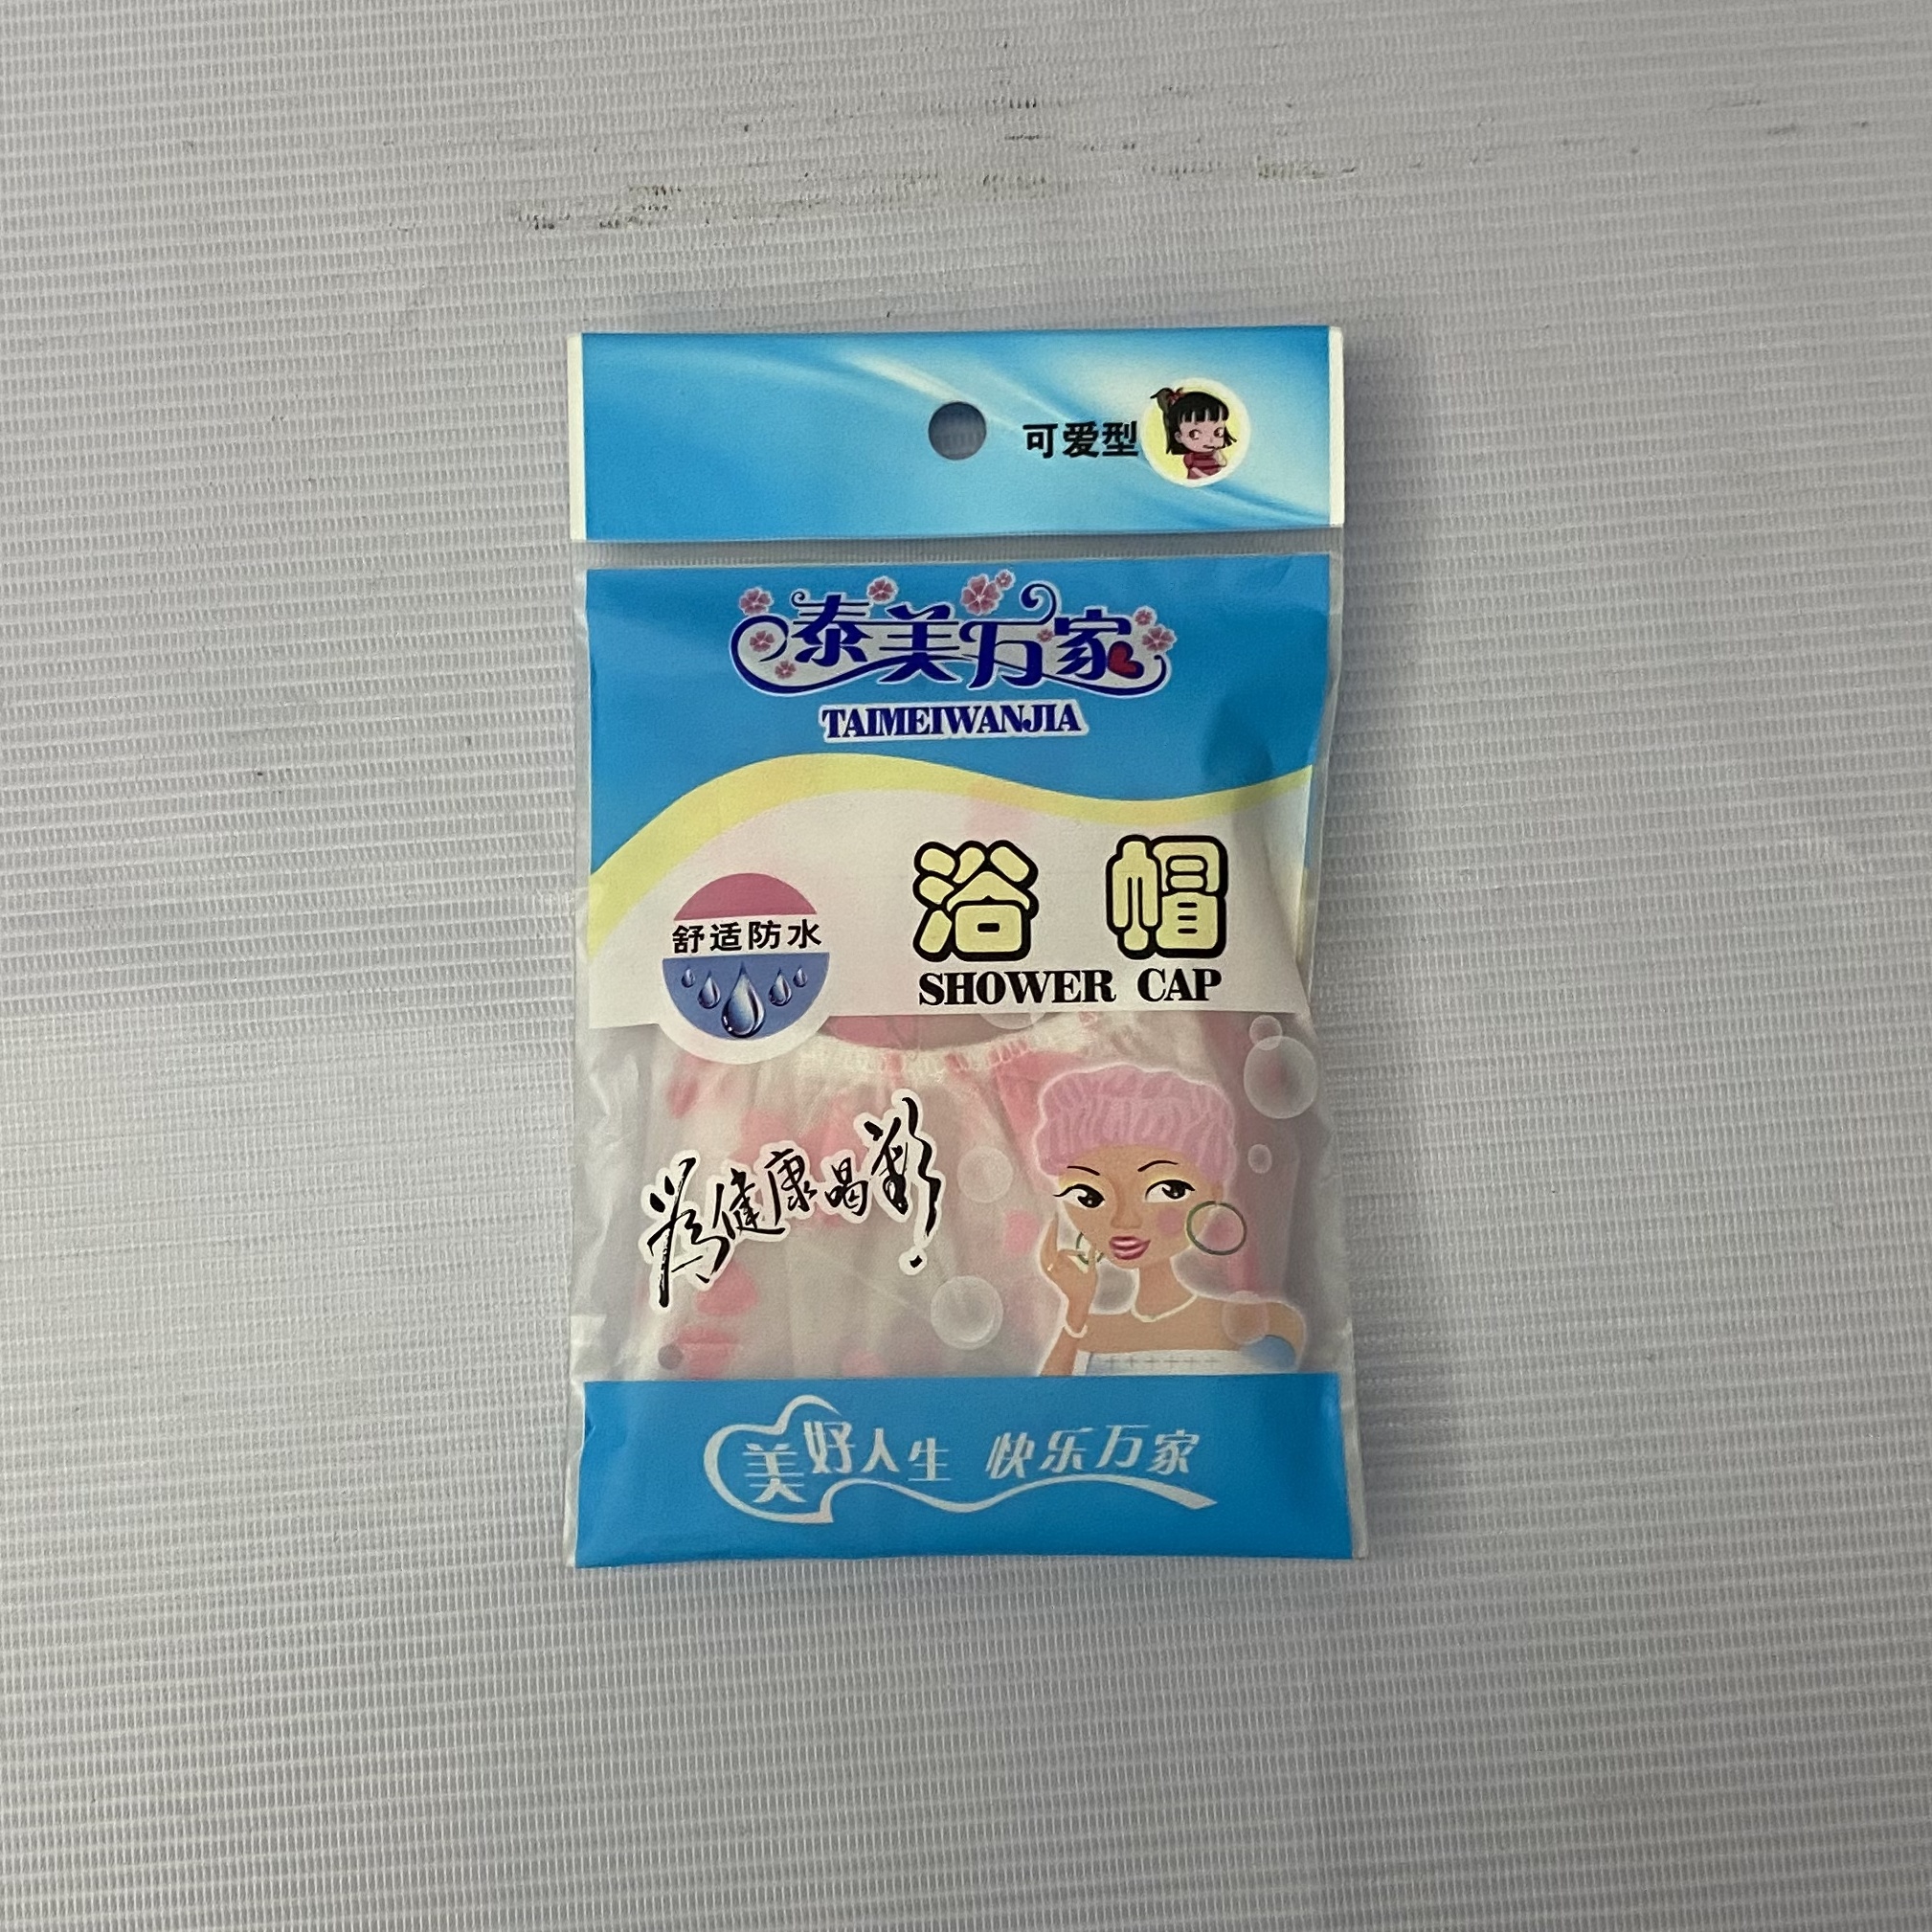 可爱型
泰美万家
TAIMEIWANJIA
浴 帽
SHOWER CAP
舒适防水
为健康喝彩!
美好人生 快乐万家